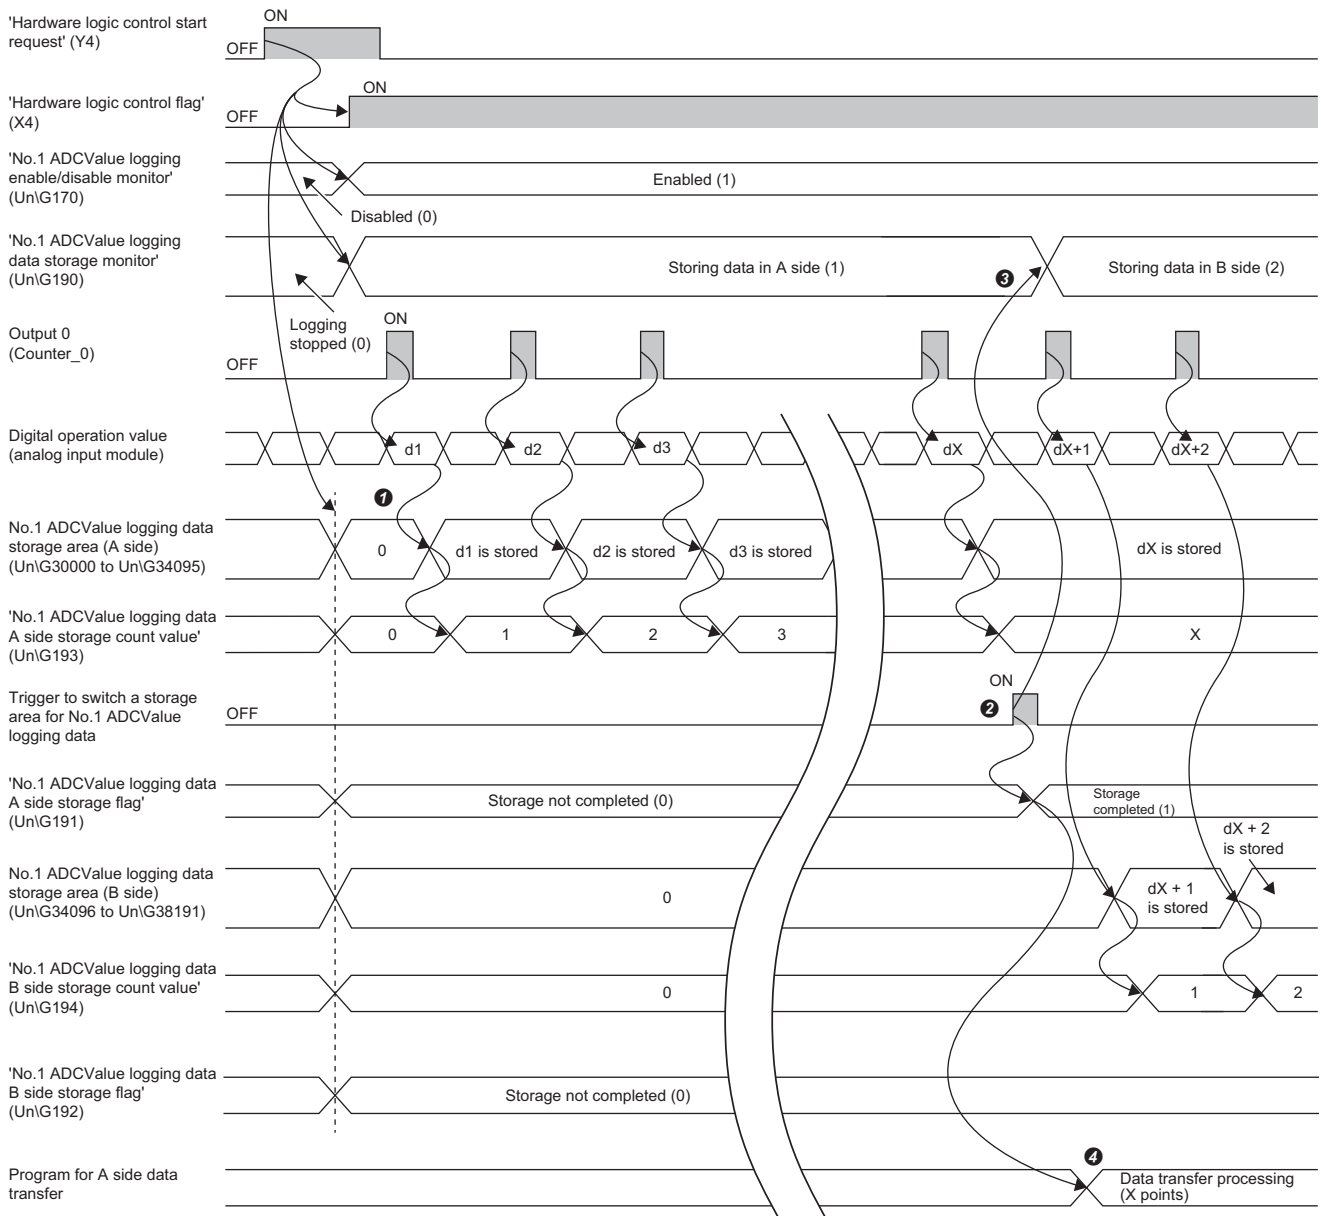 'Hardware logic control start
request' (Y4)
ON
OFF
'Hardware logic control flag'
(X4)
ON
OFF
'No.1 ADCValue logging
enable/disable monitor'
(Un\G170)
Enabled (1)
Disabled (0)
'No.1 ADCValue logging
data storage monitor'
(Un\G190)
Storing data in A side (1)
❸
Storing data in B side (2)
Logging
stopped (0)
Output 0
(Counter_0)
ON
OFF
Digital operation value
(analog input module)
d1
d2
d3
dX
dX+1
dX+2
❶
No.1 ADCValue logging data
storage area (A side)
(Un\G30000 to Un\G34095)
0
d1 is stored
d2 is stored
d3 is stored
dX is stored
'No.1 ADCValue logging data
A side storage count value'
(Un\G193)
0
1
2
3
X
Trigger to switch a storage
area for No.1 ADCValue
logging data
OFF
ON
❷
'No.1 ADCValue logging data
A side storage flag'
(Un\G191)
Storage not completed (0)
Storage
completed (1)
No.1 ADCValue logging data
storage area (B side)
(Un\G34096 to Un\G38191)
0
dX + 1
is stored
dX + 2
is stored
'No.1 ADCValue logging data
B side storage count value'
(Un\G194)
0
1
2
'No.1 ADCValue logging data
B side storage flag'
(Un\G192)
Storage not completed (0)
Program for A side data
transfer
❹
Data transfer processing
(X points)